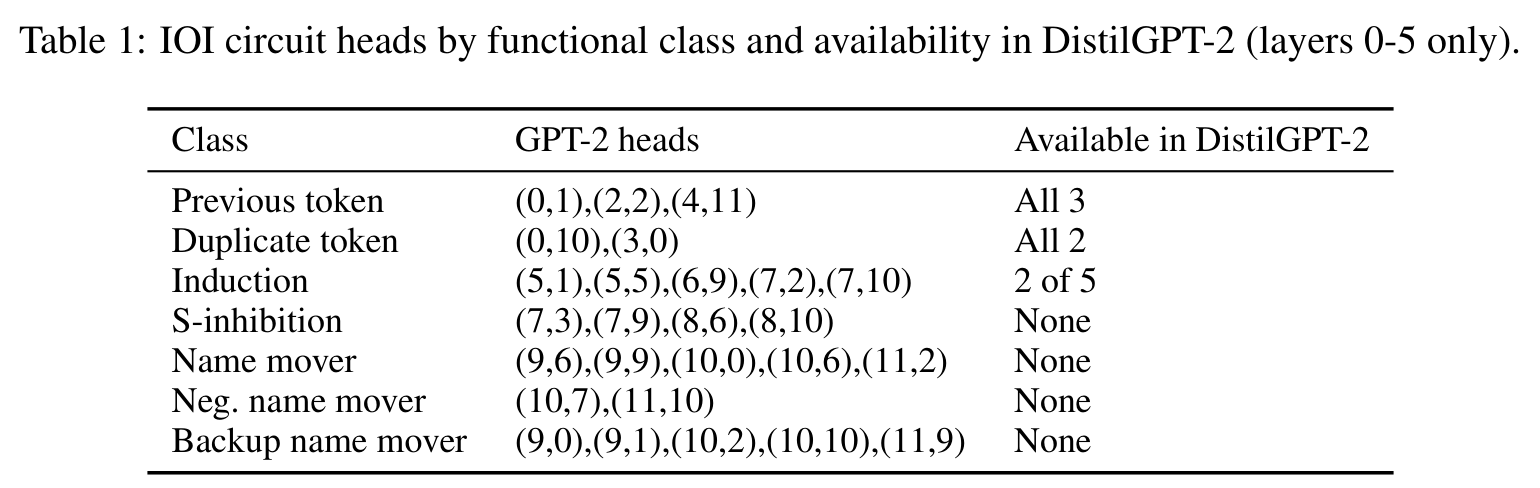 Table 1: IOI circuit heads by functional class and availability in DistilGPT-2 (layers 0-5 only).
Class GPT-2 heads Available in DistilGPT-2
Previous token (0,1),(2,2),(4,11) All 3
Duplicate token (0,10),(3,0) All 2
Induction (5,1),(5,5),(6,9),(7,2),(7,10) 2 of 5
S-inhibition (7,3),(7,9),(8,6),(8,10) None
Name mover (9,6),(9,9),(10,0),(10,6),(11,2) None
Neg. name mover (10,7),(11,10) None
Backup name mover (9,0),(9,1),(10,2),(10,10),(11,9) None